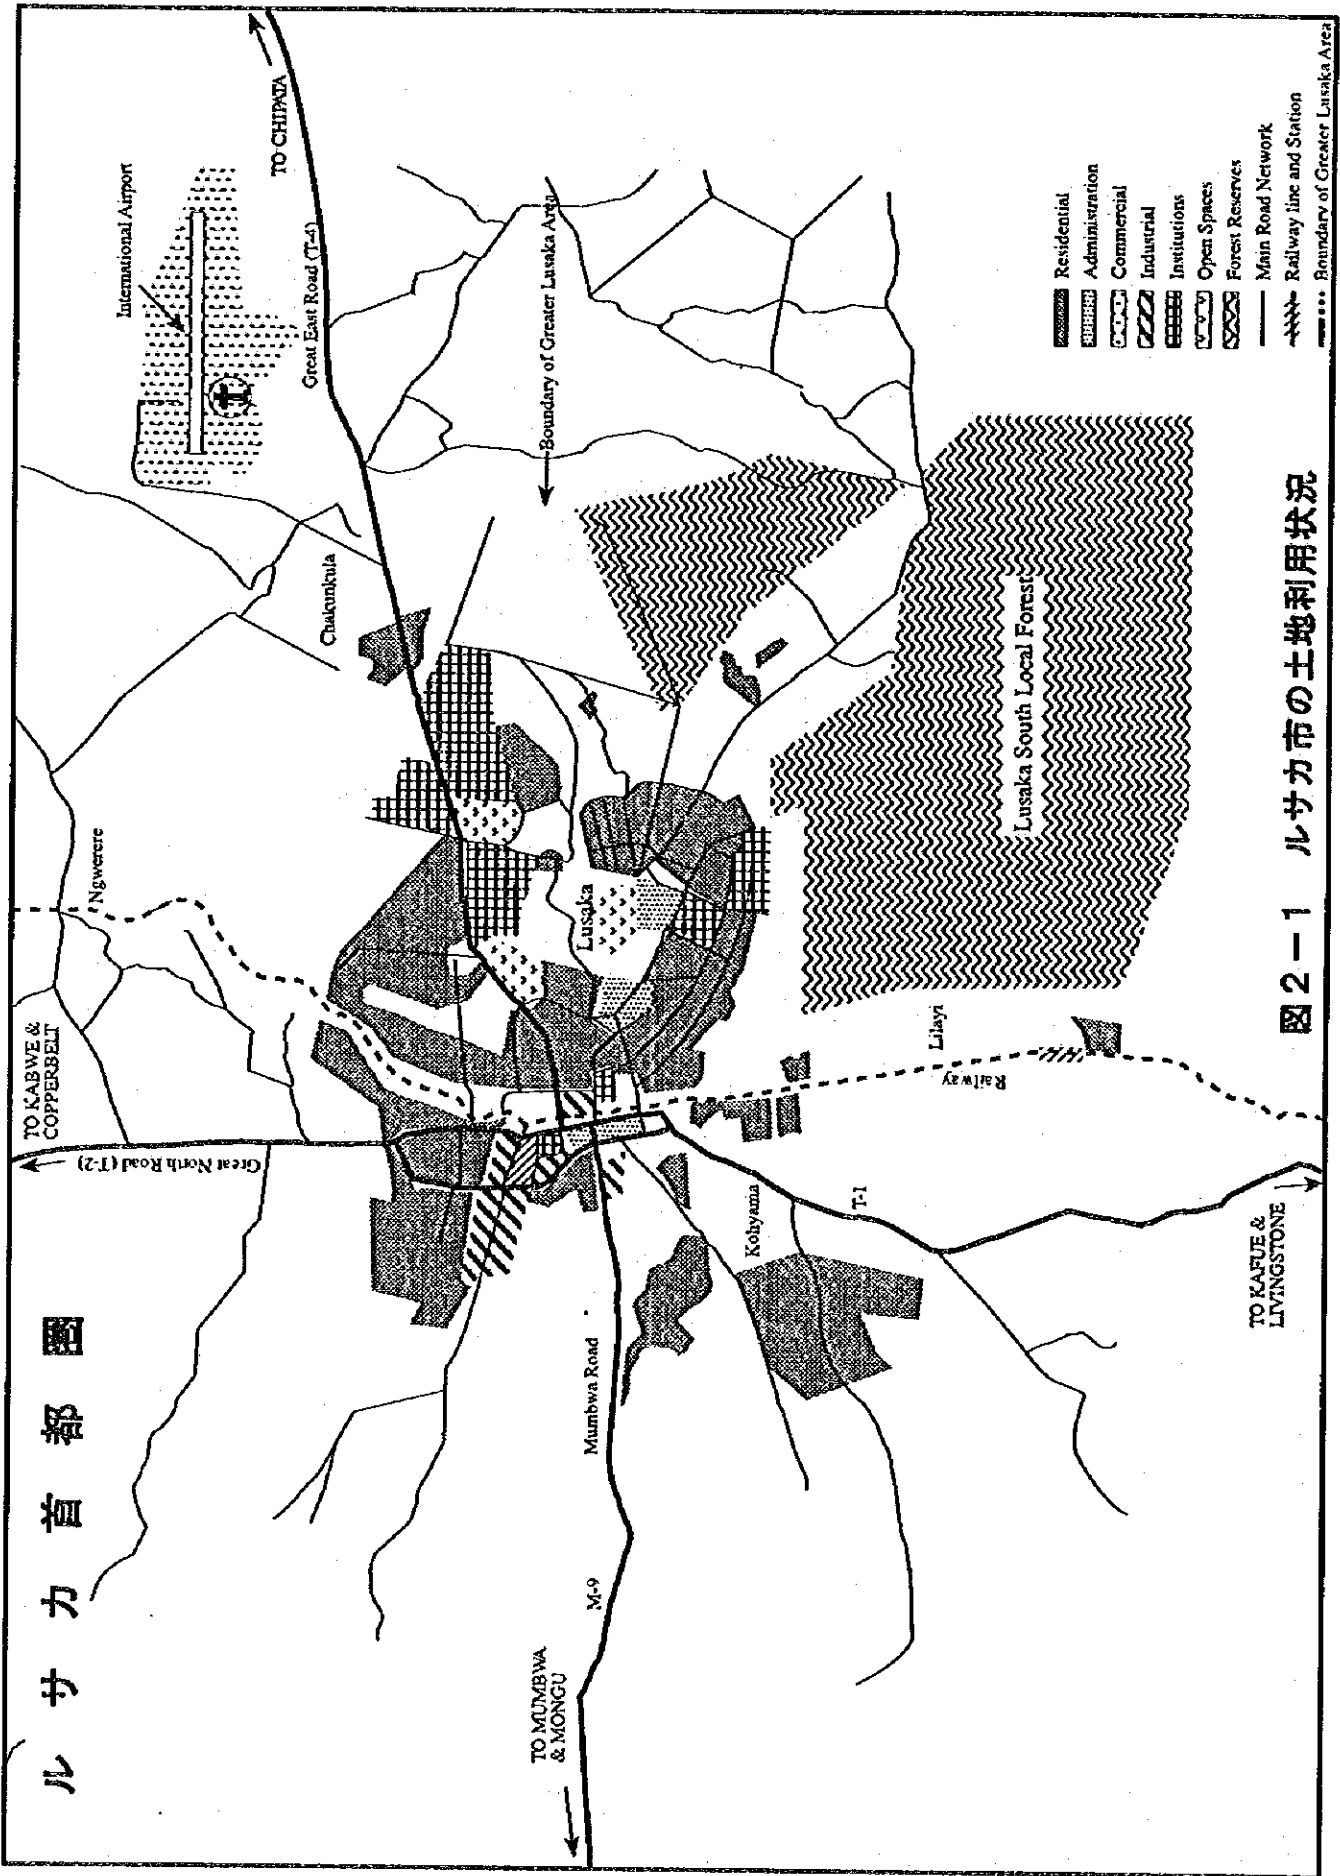 ルサカ首都圏
TO KABWE &
COPPERBELT
Great North Road (T-2)
Ngwerere
Chakunkula
International Airport
TO CHIPATA
Great East Road (T-4)
Boundary of Greater Lusaka Area
Lusaka
TO MUMBWA
& MONGU
M-9
Mumbwa Road
Kohyama
T-1
Railway
Lilayi
Lusaka South Local Forest
TO KAFUE &
LIVINGSTONE
Residential
Administration
Commercial
Industrial
Institutions
Open Spaces
Forest Reserves
Main Road Network
Railway line and Station
Boundary of Greater Lusaka Area
図2-1 ルサカ市の土地利用状況